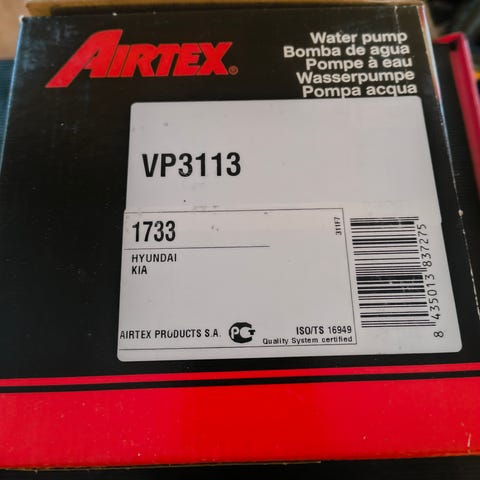 AIRTEX®
Water pump
Bomba de agua
Pompe à eau
Wasserpumpe
Pompa acqua
VP3113
1733
HYUNDAI
KIA
311F7
8 435013 837275
AIRTEX PRODUCTS S.A.
ISO/TS 16949
Quality System certified